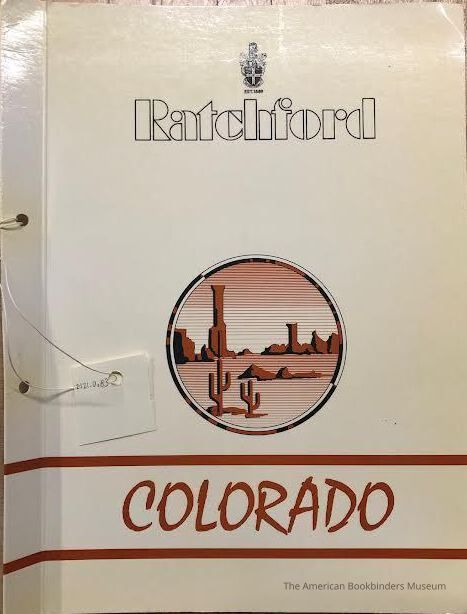 EST. 1889
Ratchford
2021.0.83
COLORADO
The American Bookbinders Museum